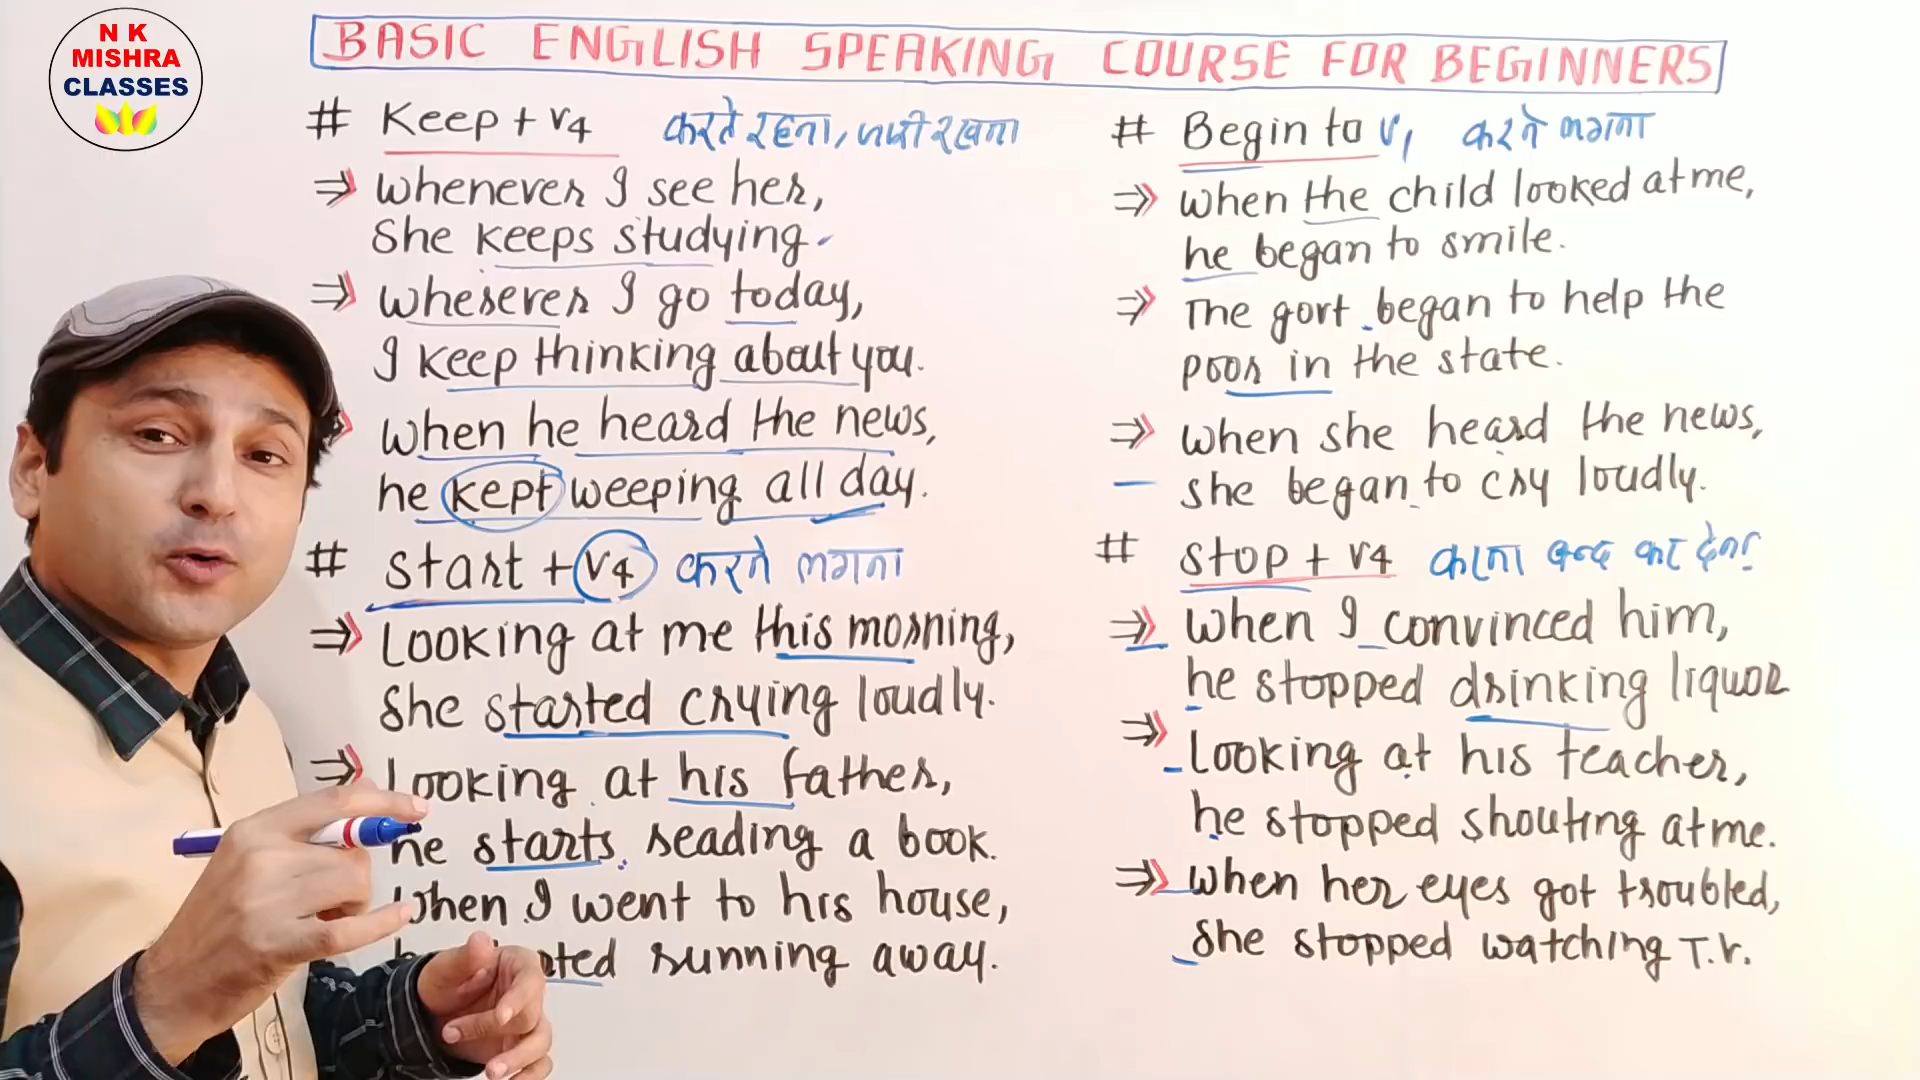 N K
MISHRA
CLASSES
BASIC ENGLISH SPEAKING COURSE FOR BEGINNERS
# Keep + V4 करते रहना, जारी रखना
⇒ Whenever I see her,
She keeps studying.
⇒ Wherever I go today,
I keep thinking about you.
When he heard the news,
he kept weeping all day.
# Start + V4 करने लगना
⇒ Looking at me this morning,
She started crying loudly.
⇒ Looking at his father,
he starts reading a book.
When I went to his house,
running away.
# Begin to V1 करने लगना
⇒ When the child looked at me,
he began to smile.
⇒ The govt began to help the
poor in the state.
⇒ When she heard the news,
she began to cry loudly.
# Stop + V4 करना बन्द कर देना
⇒ When I convinced him,
he stopped drinking liquor
⇒ Looking at his teacher,
he stopped shouting at me.
⇒ When her eyes got troubled,
She stopped watching T.V.